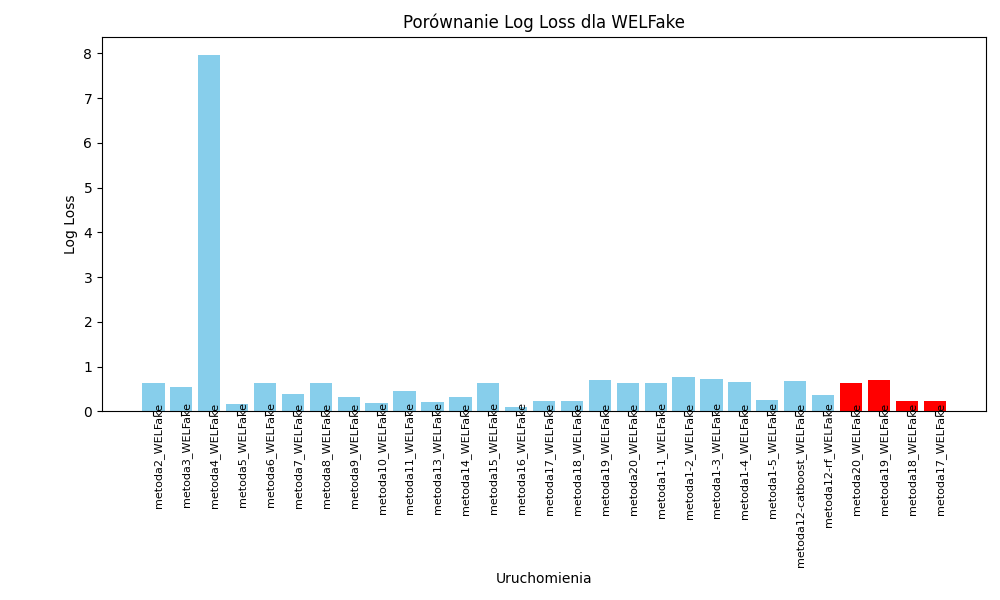 Porównanie Log Loss dla WELFake
Log Loss
8
7
6
5
4
3
2
1
0
metoda2_WELFake
metoda3_WELFake
metoda4_WELFake
metoda5_WELFake
metoda6_WELFake
metoda7_WELFake
metoda8_WELFake
metoda9_WELFake
metoda10_WELFake
metoda11_WELFake
metoda13_WELFake
metoda14_WELFake
metoda15_WELFake
metoda16_WELFake
metoda17_WELFake
metoda18_WELFake
metoda19_WELFake
metoda20_WELFake
metoda1-1_WELFake
metoda1-2_WELFake
metoda1-3_WELFake
metoda1-4_WELFake
metoda1-5_WELFake
metoda12-catboost_WELFake
metoda12-rf_WELFake
metoda20_WELFake
metoda19_WELFake
metoda18_WELFake
metoda17_WELFake
Uruchomienia